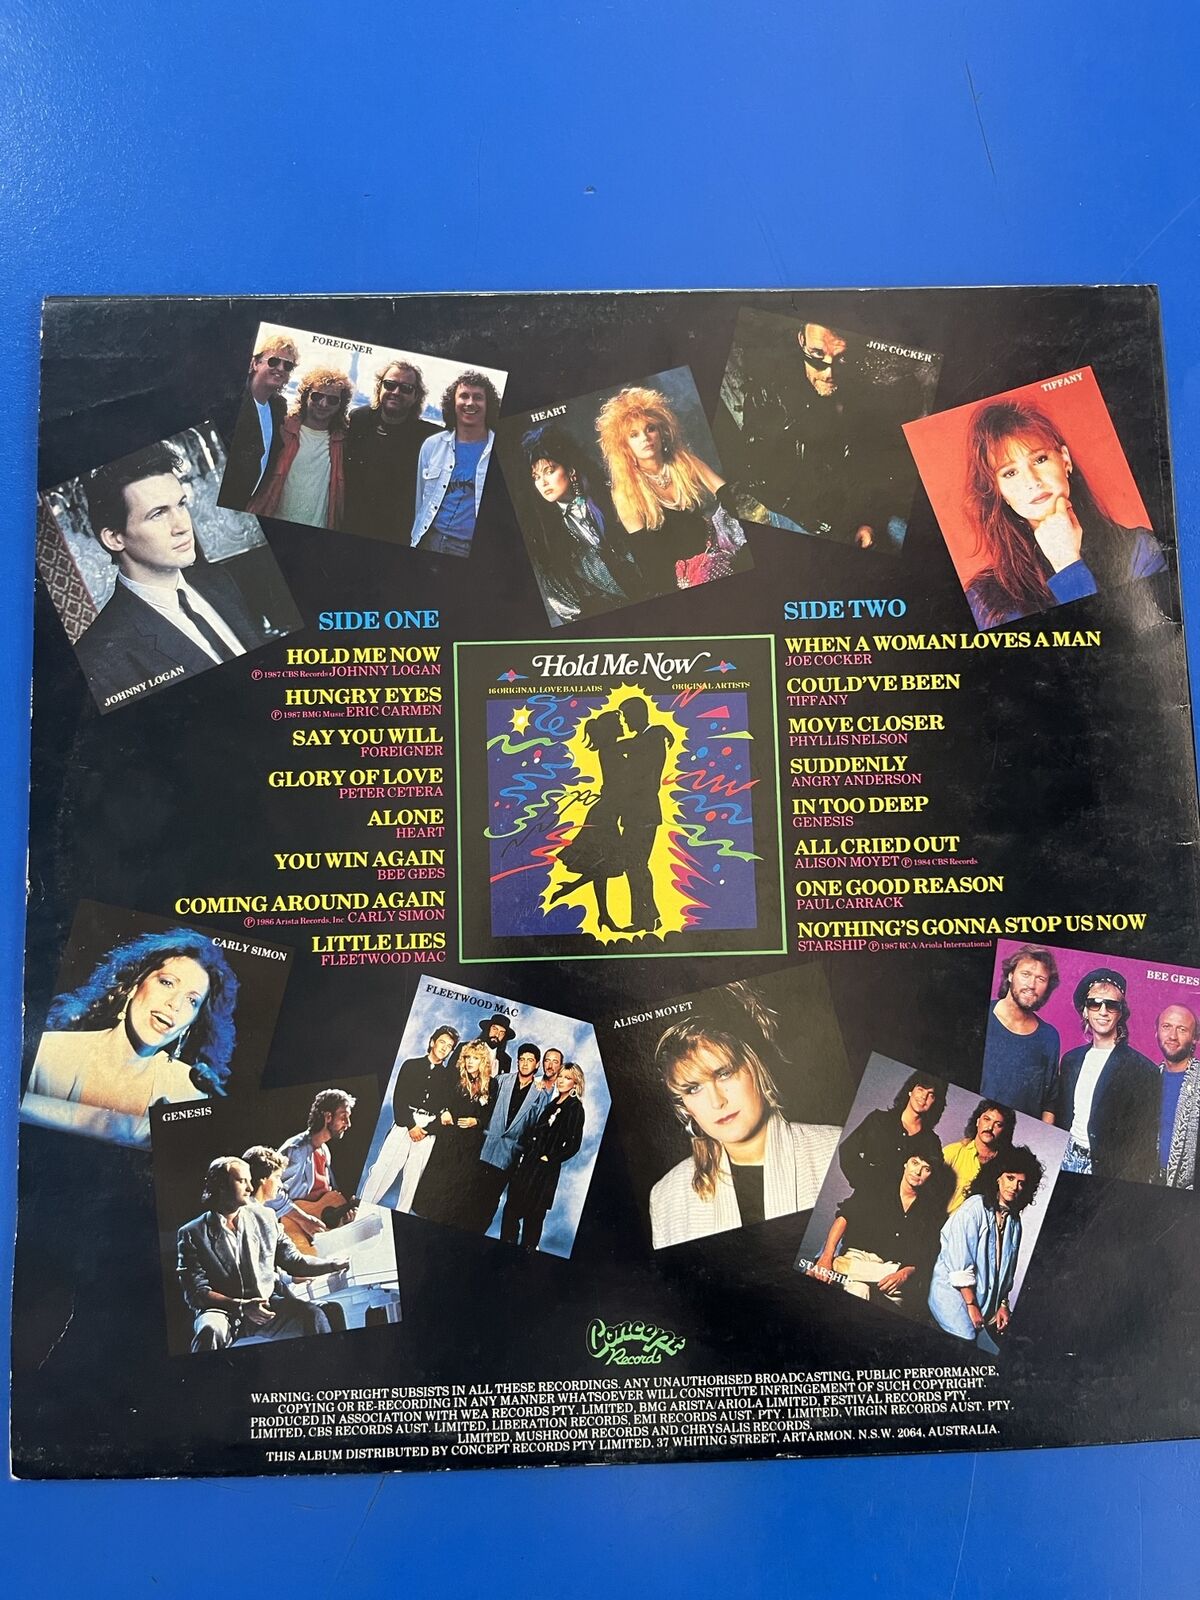 FOREIGNER
JOE COCKER
TIFFANY
HEART
JOHNNY LOGAN
SIDE ONE
HOLD ME NOW
Ⓟ 1987 CBS Records JOHNNY LOGAN
HUNGRY EYES
Ⓟ 1987 BMG Music ERIC CARMEN
SAY YOU WILL
FOREIGNER
GLORY OF LOVE
PETER CETERA
ALONE
HEART
YOU WIN AGAIN
BEE GEES
COMING AROUND AGAIN
Ⓟ 1986 Arista Records, Inc CARLY SIMON
LITTLE LIES
FLEETWOOD MAC
Hold Me Now
16 ORIGINAL LOVE BALLADS ORIGINAL ARTISTS
SIDE TWO
WHEN A WOMAN LOVES A MAN
JOE COCKER
COULD'VE BEEN
TIFFANY
MOVE CLOSER
PHYLLIS NELSON
SUDDENLY
ANGRY ANDERSON
IN TOO DEEP
GENESIS
ALL CRIED OUT
ALISON MOYET Ⓟ 1984 CBS Records
ONE GOOD REASON
PAUL CARRACK
NOTHING'S GONNA STOP US NOW
STARSHIP Ⓟ 1987 RCA/Ariola International
CARLY SIMON
FLEETWOOD MAC
ALISON MOYET
BEE GEES
GENESIS
STARSHIP
Concept
Records
WARNING: COPYRIGHT SUBSISTS IN ALL THESE RECORDINGS. ANY UNAUTHORISED BROADCASTING, PUBLIC PERFORMANCE,
COPYING OR RE-RECORDING IN ANY MANNER WHATSOEVER WILL CONSTITUTE INFRINGEMENT OF SUCH COPYRIGHT.
PRODUCED IN ASSOCIATION WITH WEA RECORDS PTY. LIMITED, BMG ARISTA/ARIOLA LIMITED, FESTIVAL RECORDS PTY.
LIMITED, CBS RECORDS AUST. LIMITED, LIBERATION RECORDS, EMI RECORDS AUST. PTY. LIMITED, VIRGIN RECORDS AUST. PTY.
LIMITED, MUSHROOM RECORDS AND CHRYSALIS RECORDS.
THIS ALBUM DISTRIBUTED BY CONCEPT RECORDS PTY LIMITED, 37 WHITING STREET, ARTARMON. N.S.W. 2064, AUSTRALIA.